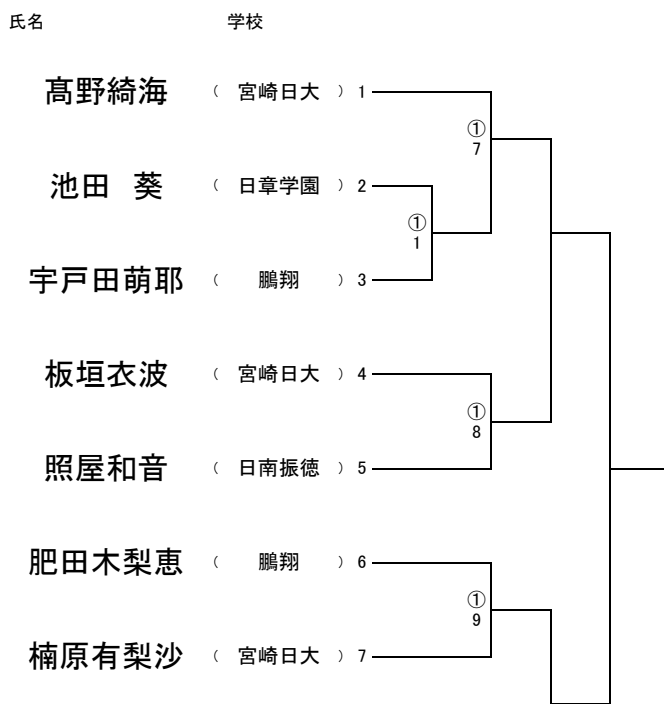 氏名 学校
髙野綺海 （ 宮崎日大 ） 1
①
7
池田　葵 （ 日章学園 ） 2
①
1
宇戸田萌耶 （ 鵬翔 ） 3
板垣衣波 （ 宮崎日大 ） 4
①
8
照屋和音 （ 日南振徳 ） 5
肥田木梨恵 （ 鵬翔 ） 6
①
9
楠原有梨沙 （ 宮崎日大 ） 7